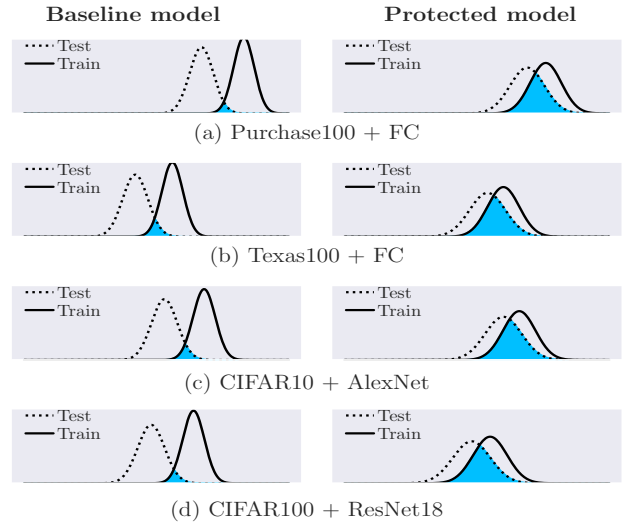 Baseline model Protected model
Test Test
Train Train
(a) Purchase100 + FC
Test Test
Train Train
(b) Texas100 + FC
Test Test
Train Train
(c) CIFAR10 + AlexNet
Test Test
Train Train
(d) CIFAR100 + ResNet18